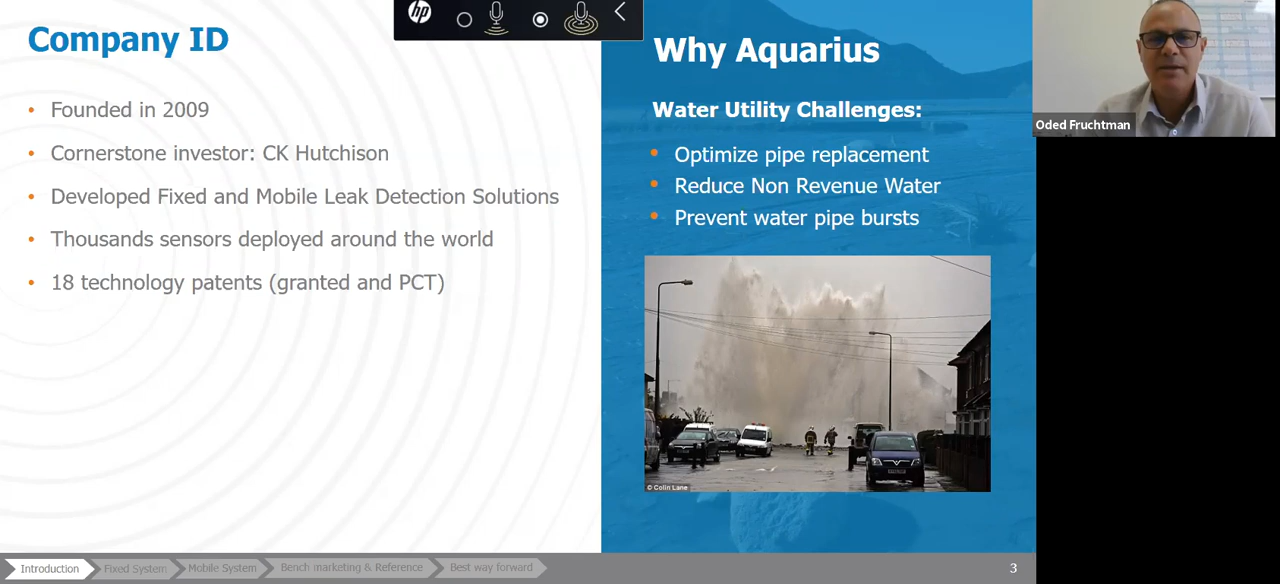 Company ID
• Founded in 2009
• Cornerstone investor: CK Hutchison
• Developed Fixed and Mobile Leak Detection Solutions
• Thousands sensors deployed around the world
• 18 technology patents (granted and PCT)
hp
Why Aquarius
Water Utility Challenges:
• Optimize pipe replacement
• Reduce Non Revenue Water
• Prevent water pipe bursts
© Colin Lane
Oded Fruchtman
Introduction
Fixed System
Mobile System
Bench marketing & Reference
Best way forward
3